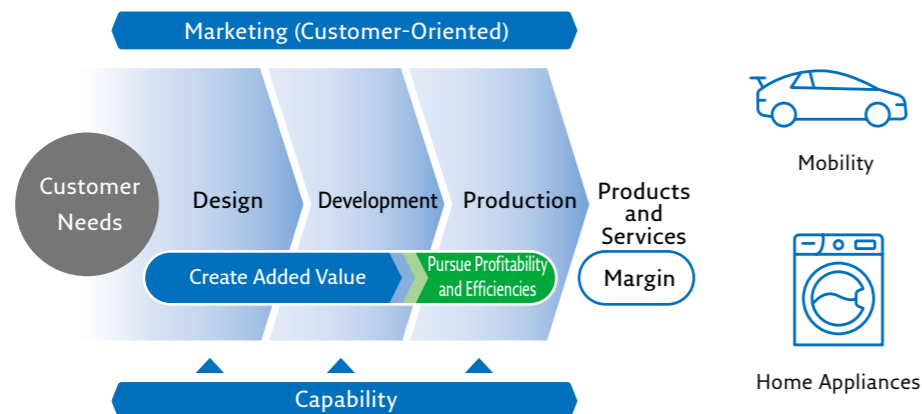 Marketing (Customer-Oriented)
Customer
Needs
Design
Development
Production
Products
and
Services
Create Added Value
Pursue Profitability
and Efficiencies
Margin
Capability
Mobility
Home Appliances